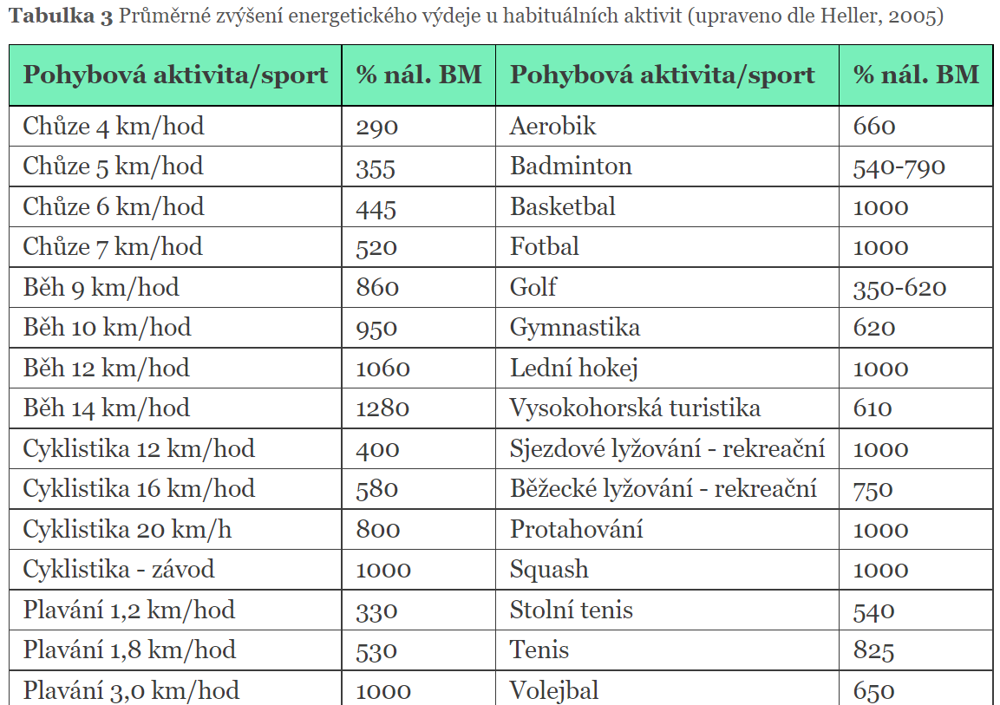 Tabulka 3 Průměrné zvýšení energetického výdeje u habituálních aktivit (upraveno dle Heller, 2005)
Pohybová aktivita/sport % nál. BM Pohybová aktivita/sport % nál. BM
Chůze 4 km/hod 290 Aerobik 660
Chůze 5 km/hod 355 Badminton 540-790
Chůze 6 km/hod 445 Basketbal 1000
Chůze 7 km/hod 520 Fotbal 1000
Běh 9 km/hod 860 Golf 350-620
Běh 10 km/hod 950 Gymnastika 620
Běh 12 km/hod 1060 Lední hokej 1000
Běh 14 km/hod 1280 Vysokohorská turistika 610
Cyklistika 12 km/hod 400 Sjezdové lyžování - rekreační 1000
Cyklistika 16 km/hod 580 Běžecké lyžování - rekreační 750
Cyklistika 20 km/h 800 Protahování 1000
Cyklistika - závod 1000 Squash 1000
Plavání 1,2 km/hod 330 Stolní tenis 540
Plavání 1,8 km/hod 530 Tenis 825
Plavání 3,0 km/hod 1000 Volejbal 650